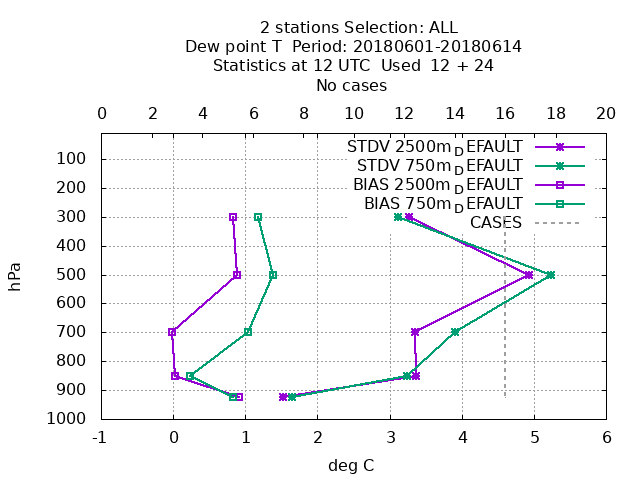 2 stations Selection: ALL
Dew point T  Period: 20180601-20180614
Statistics at 12 UTC  Used  12 + 24
No cases
0 2 4 6 8 10 12 14 16 18 20
STDV 2500m_DEFAULT
STDV 750m_DEFAULT
BIAS 2500m_DEFAULT
BIAS 750m_DEFAULT
CASES
100
200
300
400
500
600
700
800
900
1000
hPa
-1 0 1 2 3 4 5 6
deg C